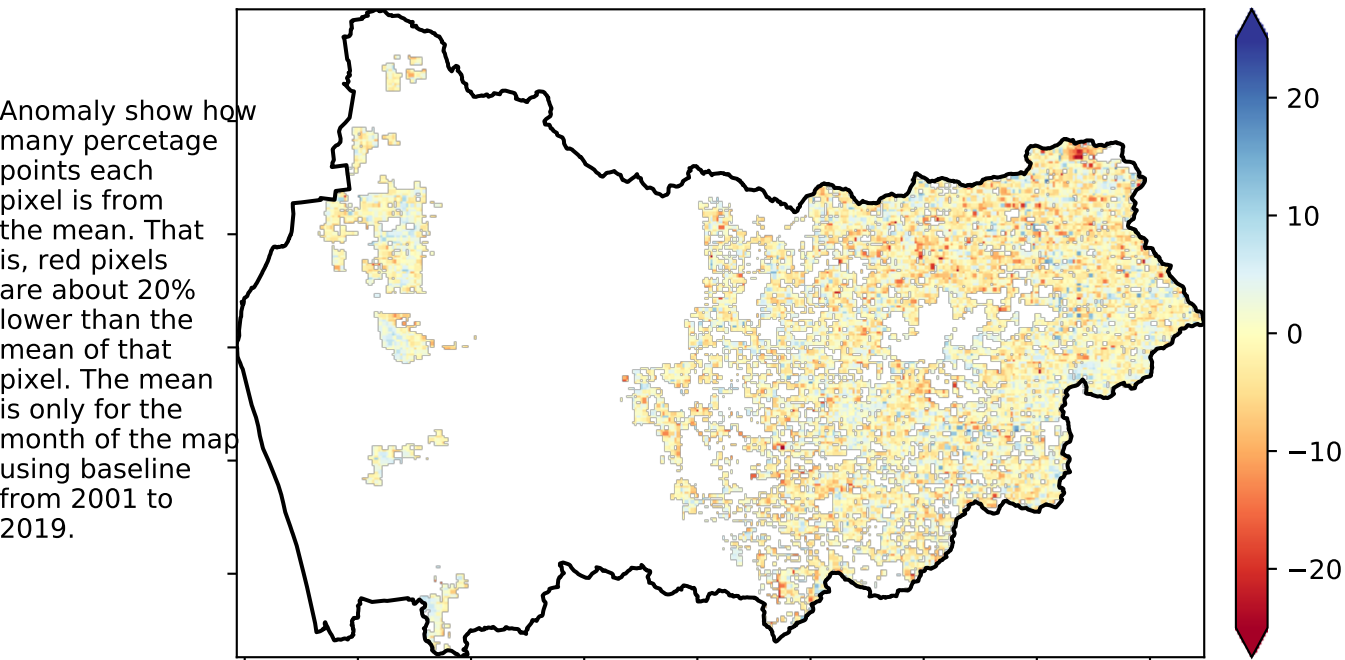 Anomaly show how
many percetage
points each
pixel is from
the mean. That
is, red pixels
are about 20%
lower than the
mean of that
pixel. The mean
is only for the
month of the map
using baseline
from 2001 to
2019.
20
10
0
−10
−20